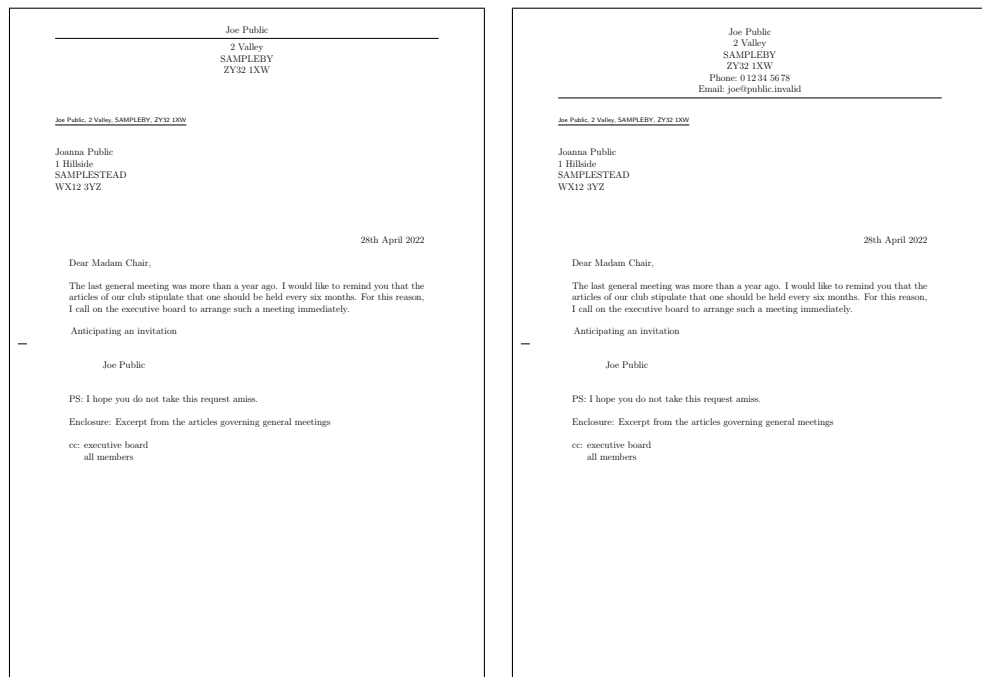 Joe Public
2 Valley
SAMPLEBY
ZY32 1XW
Joe Public, 2 Valley, SAMPLEBY, ZY32 1XW
Joanna Public
1 Hillside
SAMPLESTEAD
WX12 3YZ
28th April 2022
Dear Madam Chair,
The last general meeting was more than a year ago. I would like to remind you that the
articles of our club stipulate that one should be held every six months. For this reason,
I call on the executive board to arrange such a meeting immediately.
Anticipating an invitation
Joe Public
PS: I hope you do not take this request amiss.
Enclosure: Excerpt from the articles governing general meetings
cc: executive board
all members
Joe Public
2 Valley
SAMPLEBY
ZY32 1XW
Phone: 0 12 34 56 78
Email: joe@public.invalid
Joe Public, 2 Valley, SAMPLEBY, ZY32 1XW
Joanna Public
1 Hillside
SAMPLESTEAD
WX12 3YZ
28th April 2022
Dear Madam Chair,
The last general meeting was more than a year ago. I would like to remind you that the
articles of our club stipulate that one should be held every six months. For this reason,
I call on the executive board to arrange such a meeting immediately.
Anticipating an invitation
Joe Public
PS: I hope you do not take this request amiss.
Enclosure: Excerpt from the articles governing general meetings
cc: executive board
all members